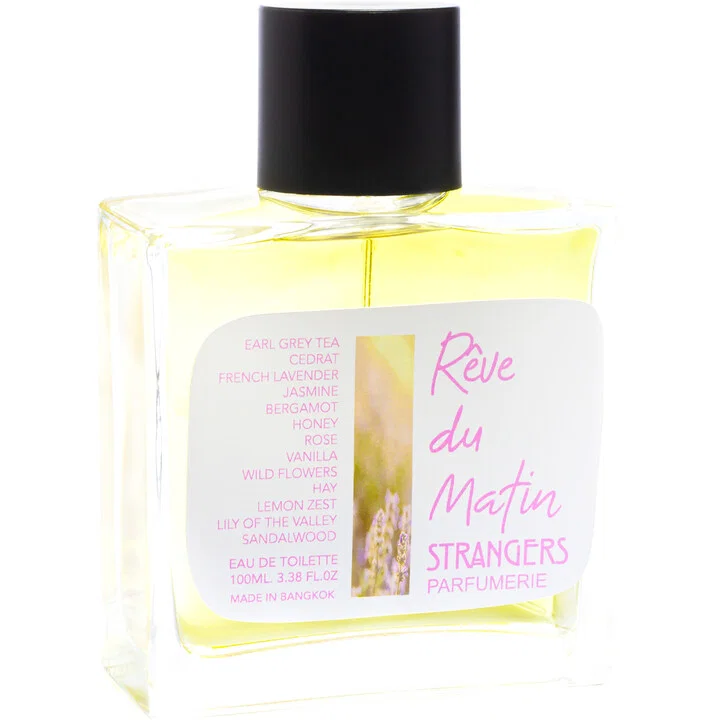 EARL GREY TEA
CEDRAT
FRENCH LAVENDER
JASMINE
BERGAMOT
HONEY
ROSE
VANILLA
WILD FLOWERS
HAY
LEMON ZEST
LILY OF THE VALLEY
SANDALWOOD
EAU DE TOILETTE
100ML. 3.38 FL.OZ
MADE IN BANGKOK
Rêve
du
Matin
STRANGERS
PARFUMERIE